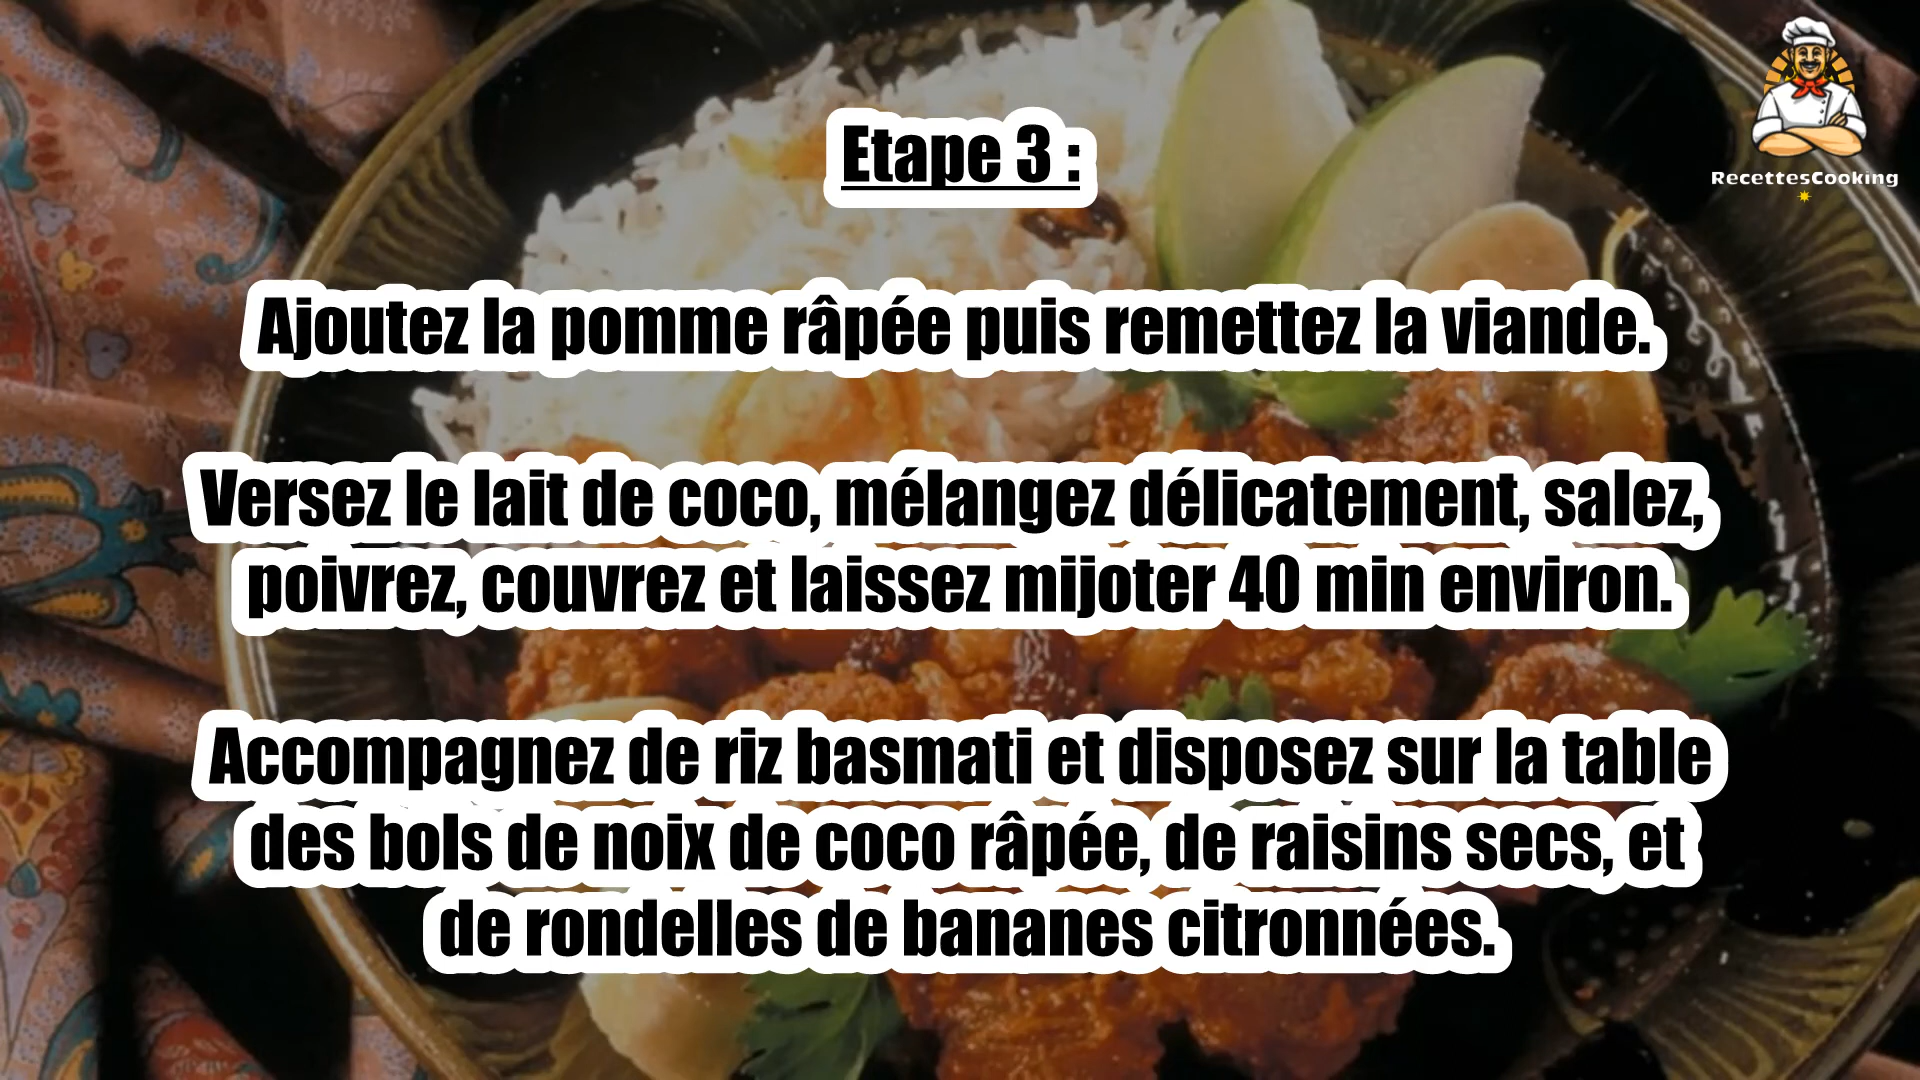 RecettesCooking
Etape 3 :
Ajoutez la pomme râpée puis remettez la viande.
Versez le lait de coco, mélangez délicatement, salez,
poivrez, couvrez et laissez mijoter 40 min environ.
Accompagnez de riz basmati et disposez sur la table
des bols de noix de coco râpée, de raisins secs, et
de rondelles de bananes citronnées.